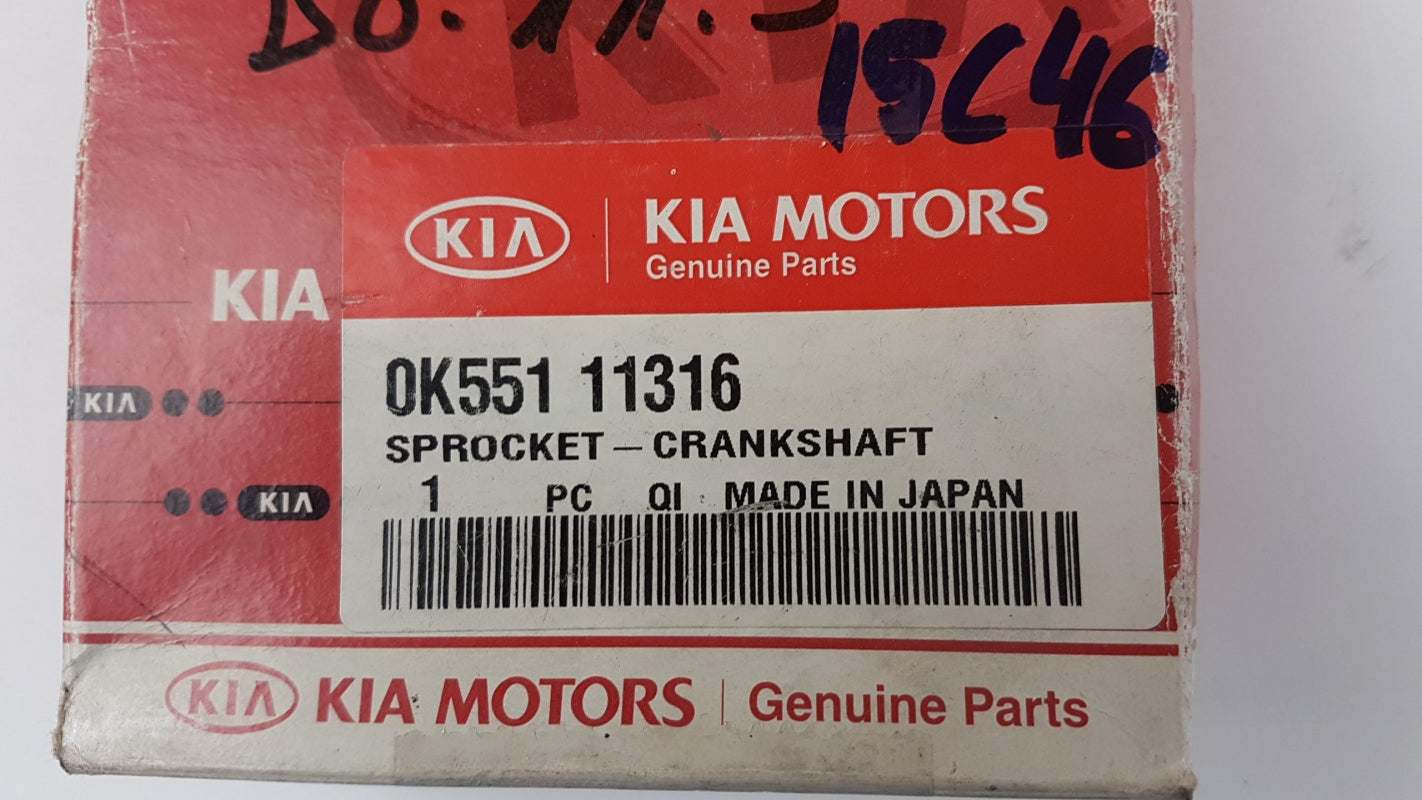 15C46
KIA
KIA MOTORS
Genuine Parts
KIA
0K551 11316
KIA
SPROCKET – CRANKSHAFT
1 PC QI MADE IN JAPAN
KIA
KIA KIA MOTORS Genuine Parts